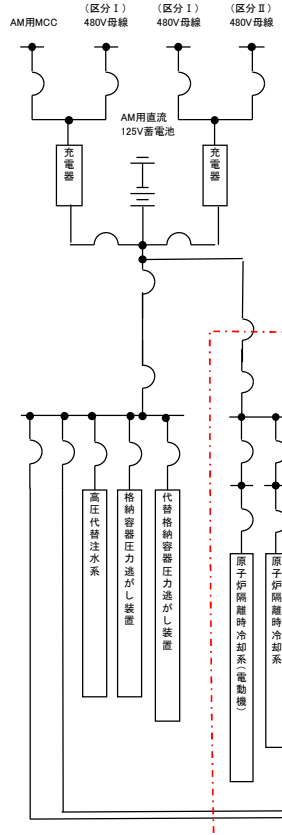 (区分Ⅰ)
(区分Ⅰ)
(区分Ⅱ)
AM用MCC
480V母線
480V母線
480V母線
AM用直流
125V蓄電池
充電器
充電器
高圧代替注水系
格納容器圧力逃がし装置
代替格納容器圧力逃がし装置
原子炉隔離時冷却系(電動機)
原子炉隔離時冷却系